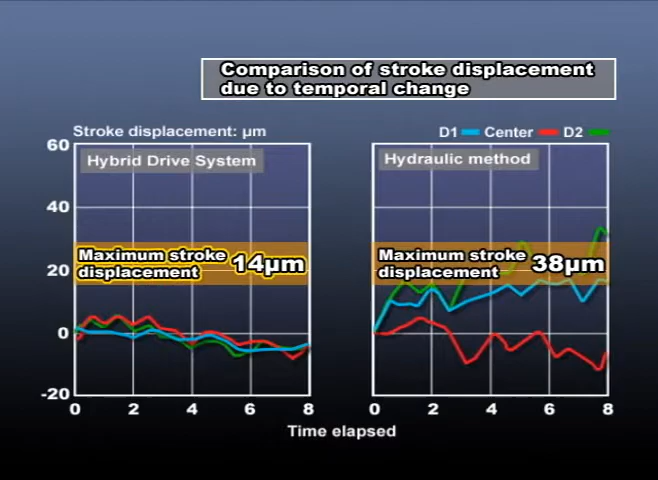 Comparison of stroke displacement
due to temporal change
Stroke displacement: µm
D1 Center D2
60
40
20
0
-20
Hybrid Drive System
Maximum stroke
displacement 14µm
0 2 4 6 8
Hydraulic method
Maximum stroke
displacement 38µm
0 2 4 6 8
Time elapsed